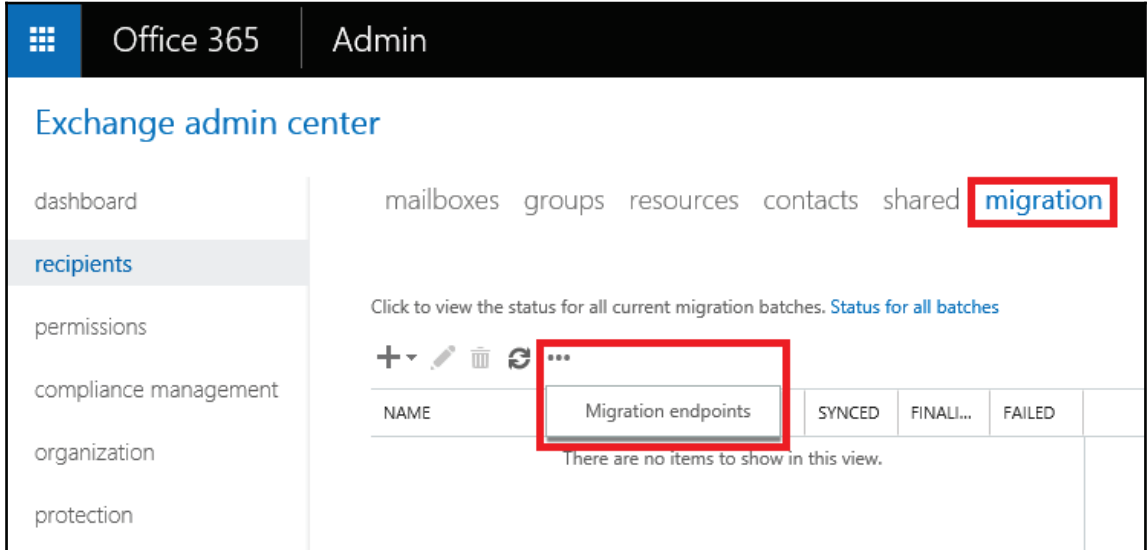 Office 365 Admin
Exchange admin center
dashboard
recipients
permissions
compliance management
organization
protection
mailboxes groups resources contacts shared migration
Click to view the status for all current migration batches. Status for all batches
Migration endpoints
NAME SYNCED FINALI... FAILED
There are no items to show in this view.